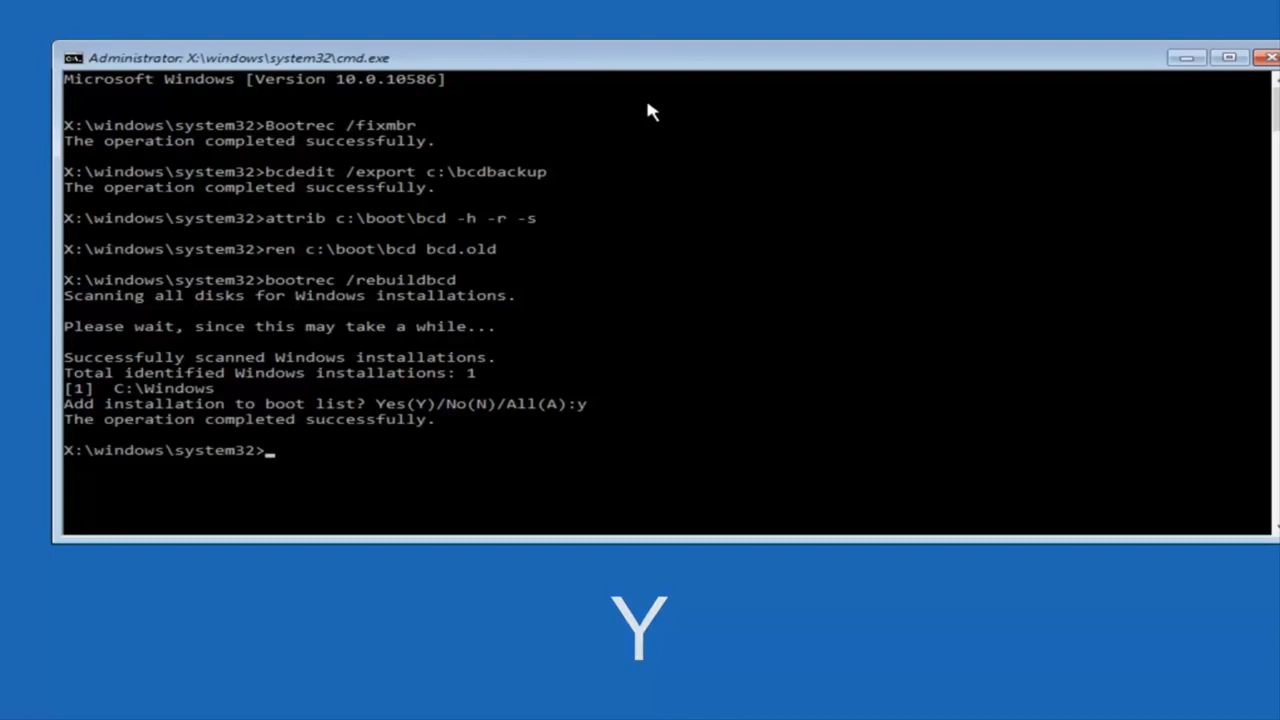 Administrator: X:\windows\system32\cmd.exe
Microsoft Windows [Version 10.0.10586]
X:\windows\system32>Bootrec /fixmbr
The operation completed successfully.
X:\windows\system32>bcdedit /export c:\bcdbackup
The operation completed successfully.
X:\windows\system32>attrib c:\boot\bcd -h -r -s
X:\windows\system32>ren c:\boot\bcd bcd.old
X:\windows\system32>bootrec /rebuildbcd
Scanning all disks for Windows installations.
Please wait, since this may take a while...
Successfully scanned Windows installations.
Total identified Windows installations: 1
[1]  C:\Windows
Add installation to boot list? Yes(Y)/No(N)/All(A):y
The operation completed successfully.
X:\windows\system32>_
Y